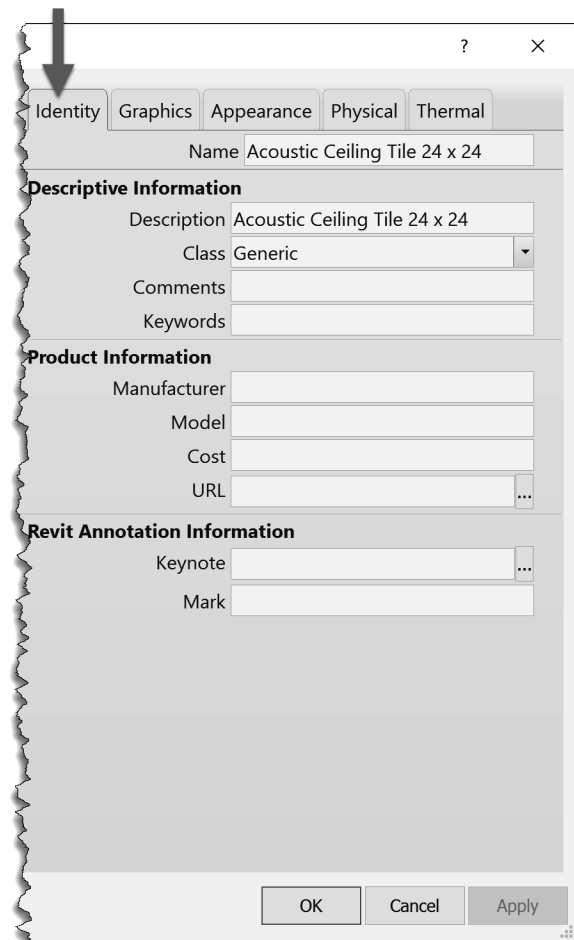 ?
Identity Graphics Appearance Physical Thermal
Name Acoustic Ceiling Tile 24 x 24
Descriptive Information
Description Acoustic Ceiling Tile 24 x 24
Class Generic
Comments
Keywords
Product Information
Manufacturer
Model
Cost
URL ...
Revit Annotation Information
Keynote ...
Mark
OK Cancel Apply